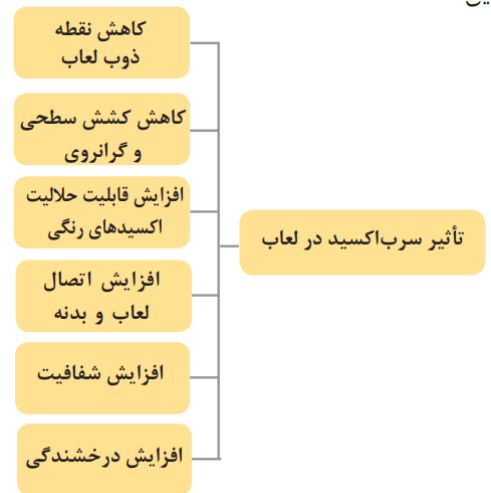 تأثیر سرب‌اکسید در لعاب
کاهش نقطه
ذوب لعاب
کاهش کشش سطحی
و گرانروی
افزایش قابلیت حلالیت
اکسیدهای رنگی
افزایش اتصال
لعاب و بدنه
افزایش شفافیت
افزایش درخشندگی